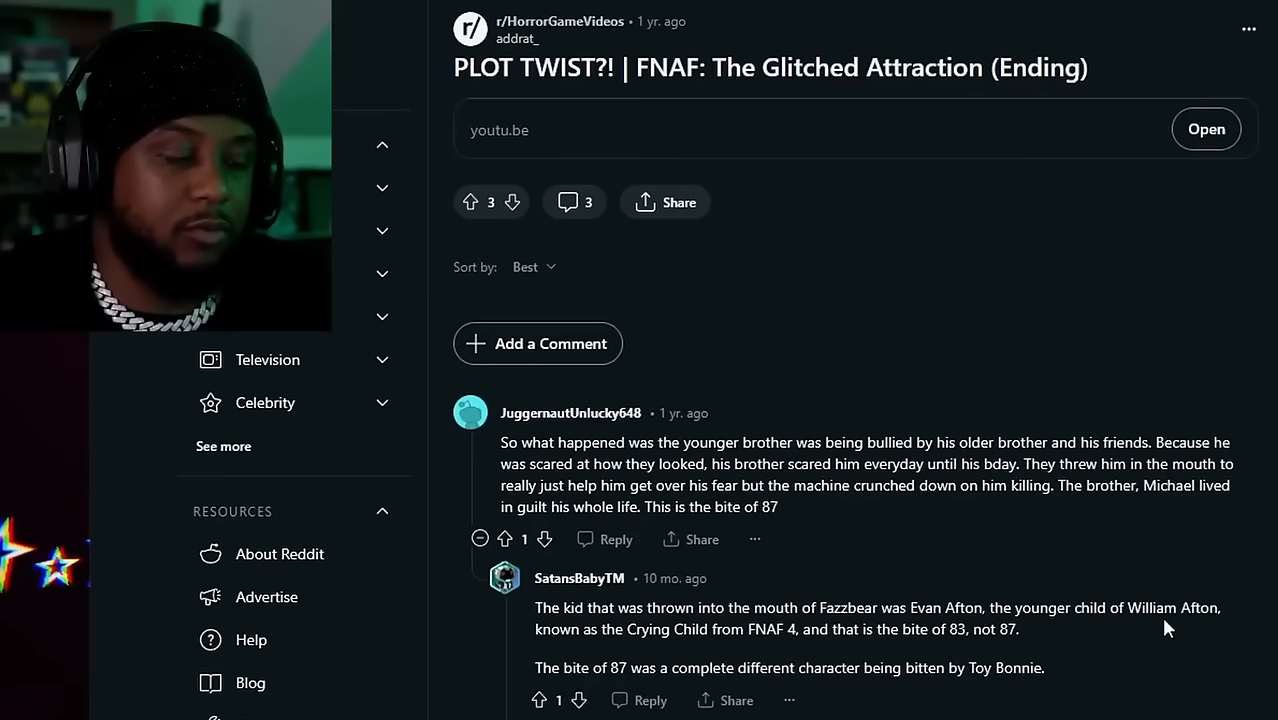 r/HorrorGameVideos • 1 yr. ago
addrat_
PLOT TWIST?! | FNAF: The Glitched Attraction (Ending)
youtu.be
Open
3
3
Share
Sort by: Best
Add a Comment
Television
Celebrity
See more
RESOURCES
About Reddit
Advertise
Help
Blog
JuggernautUnlucky648 • 1 yr. ago
So what happened was the younger brother was being bullied by his older brother and his friends. Because he
was scared at how they looked, his brother scared him everyday until his bday. They threw him in the mouth to
really just help him get over his fear but the machine crunched down on him killing. The brother, Michael lived
in guilt his whole life. This is the bite of 87
1 Reply Share
SatansBabyTM • 10 mo. ago
The kid that was thrown into the mouth of Fazzbear was Evan Afton, the younger child of William Afton,
known as the Crying Child from FNAF 4, and that is the bite of 83, not 87.
The bite of 87 was a complete different character being bitten by Toy Bonnie.
1 Reply Share